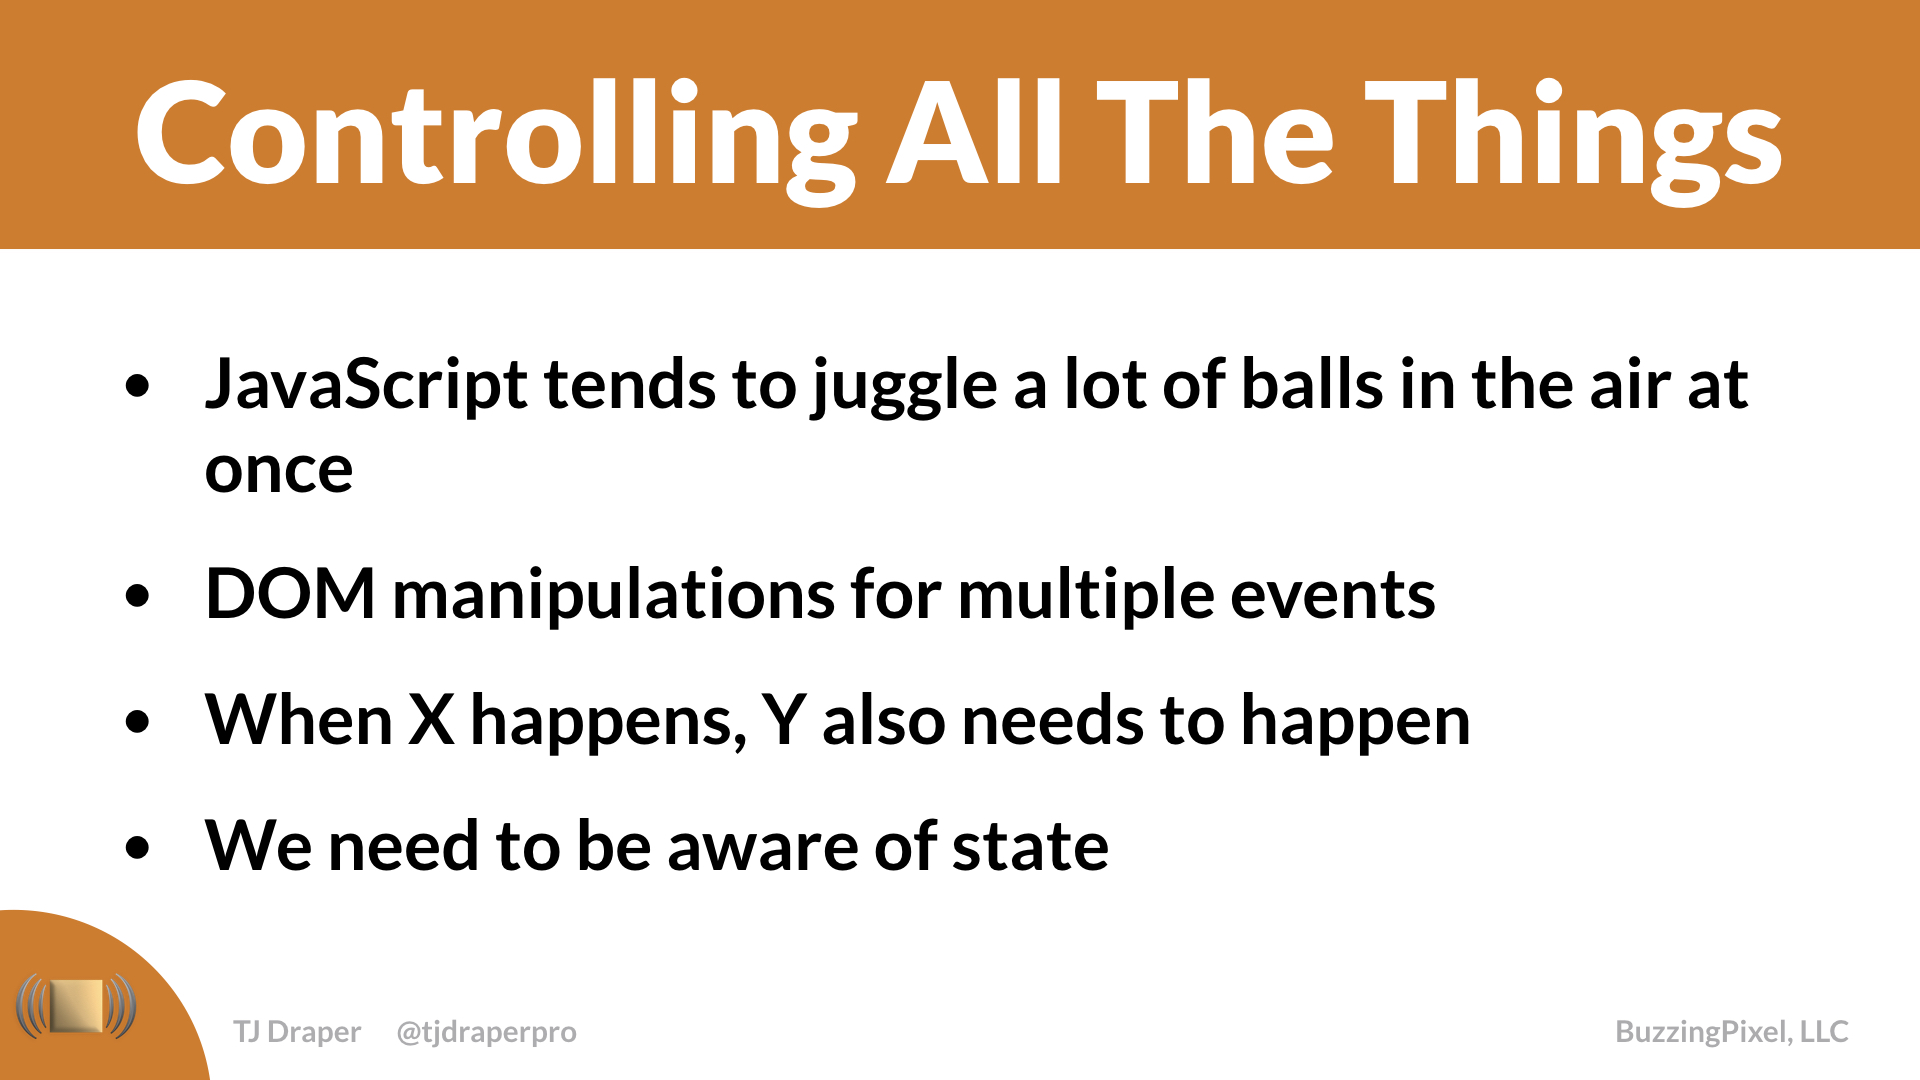 Controlling All The Things
• JavaScript tends to juggle a lot of balls in the air at
once
• DOM manipulations for multiple events
• When X happens, Y also needs to happen
• We need to be aware of state
TJ Draper @tjdraperpro BuzzingPixel, LLC